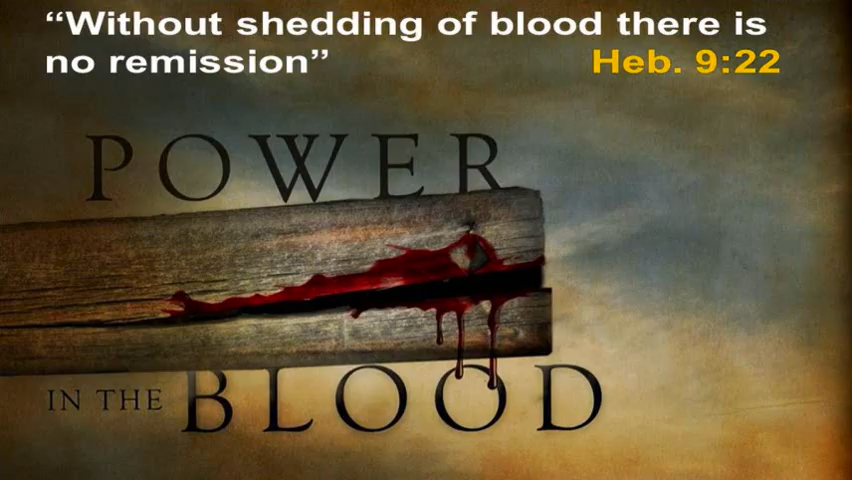 “Without shedding of blood there is
no remission”
Heb. 9:22
POWER
IN THE BLOOD